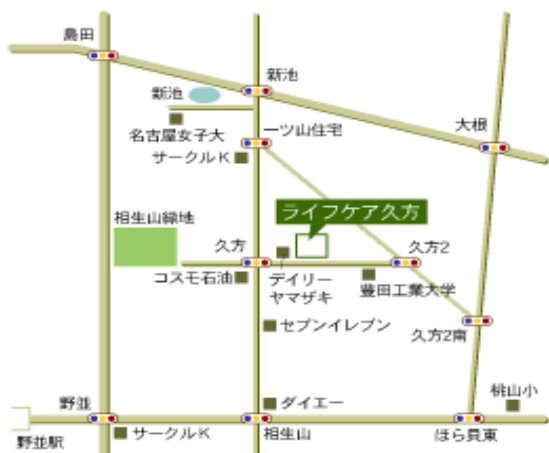 島田
新池
新池
名古屋女子大
一ツ山住宅
大根
サークルK
相生山緑地
ライフケア久方
久方
久方2
コスモ石油
デイリー
ヤマザキ
豊田工業大学
セブンイレブン
久方2南
桃山小
野並
ダイエー
野並駅
サークルK
相生山
ほら貝東